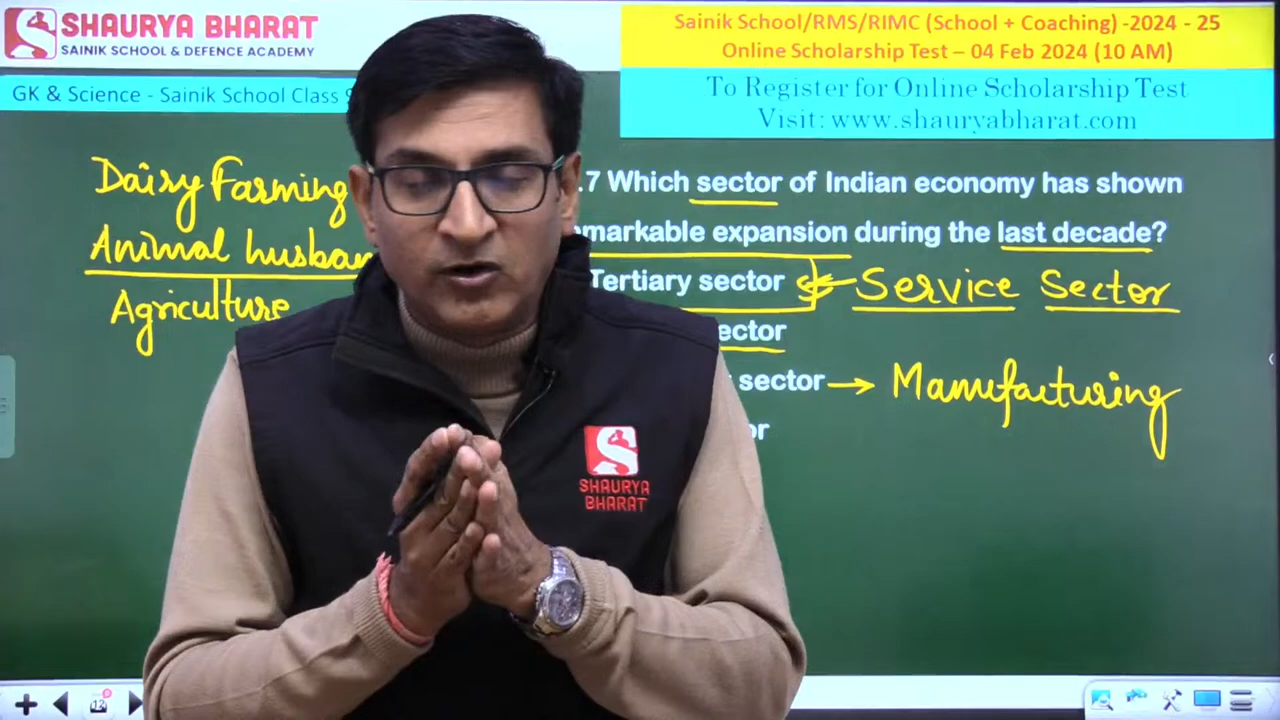 SHAURYA BHARAT
SAINIK SCHOOL & DEFENCE ACADEMY
Sainik School/RMS/RIMC (School + Coaching) -2024 - 25
Online Scholarship Test – 04 Feb 2024 (10 AM)
GK & Science - Sainik School Class
To Register for Online Scholarship Test
Visit: www.shauryabharat.com
Dairy Farming
Animal husban
Agriculture
.7 Which sector of Indian economy has shown
markable expansion during the last decade?
Tertiary sector
Service Sector
ector
sector → Manufacturing
or
SHAURYA
BHARAT